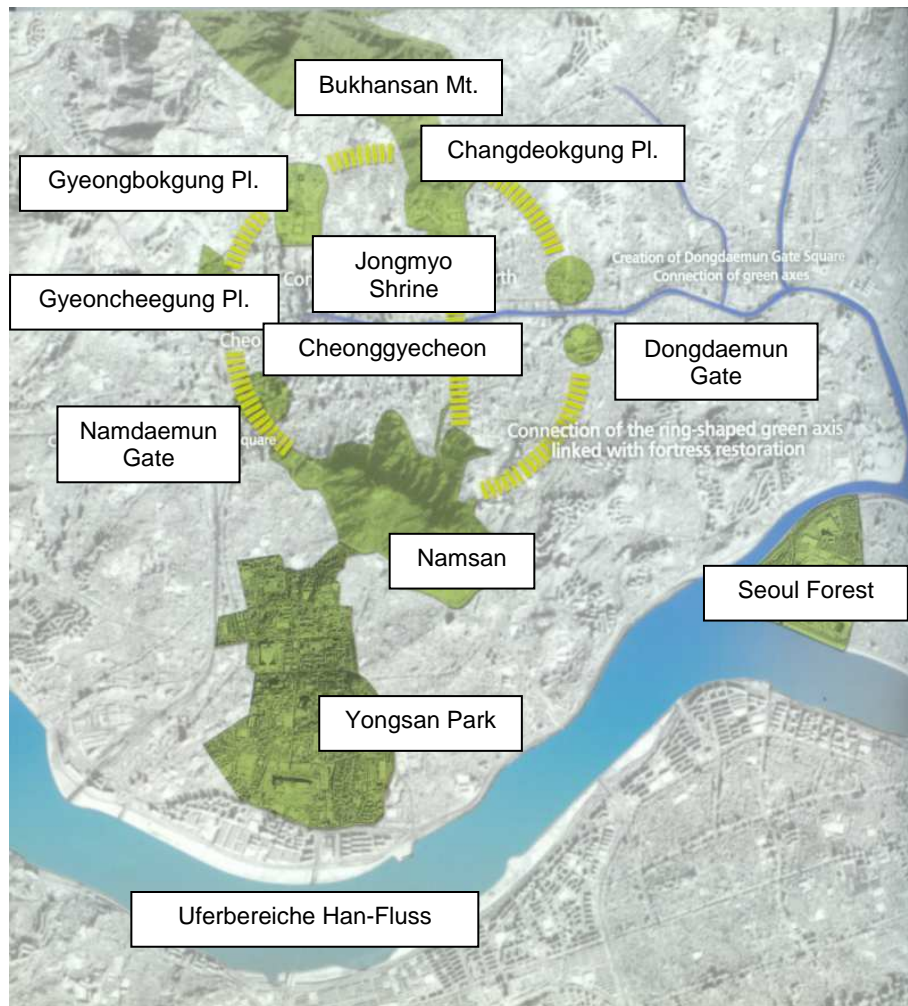 Bukhansan Mt.
Changdeokgung Pl.
Gyeongbokgung Pl.
Jongmyo
Shrine
Creation of Dongdaemun Gate Square
Connection of green axes
Gyeoncheegung Pl.
Cheonggyecheon
Dongdaemun
Gate
Namdaemun
Gate
Connection of the ring-shaped green axis
linked with fortress restoration
Namsan
Seoul Forest
Yongsan Park
Uferbereiche Han-Fluss